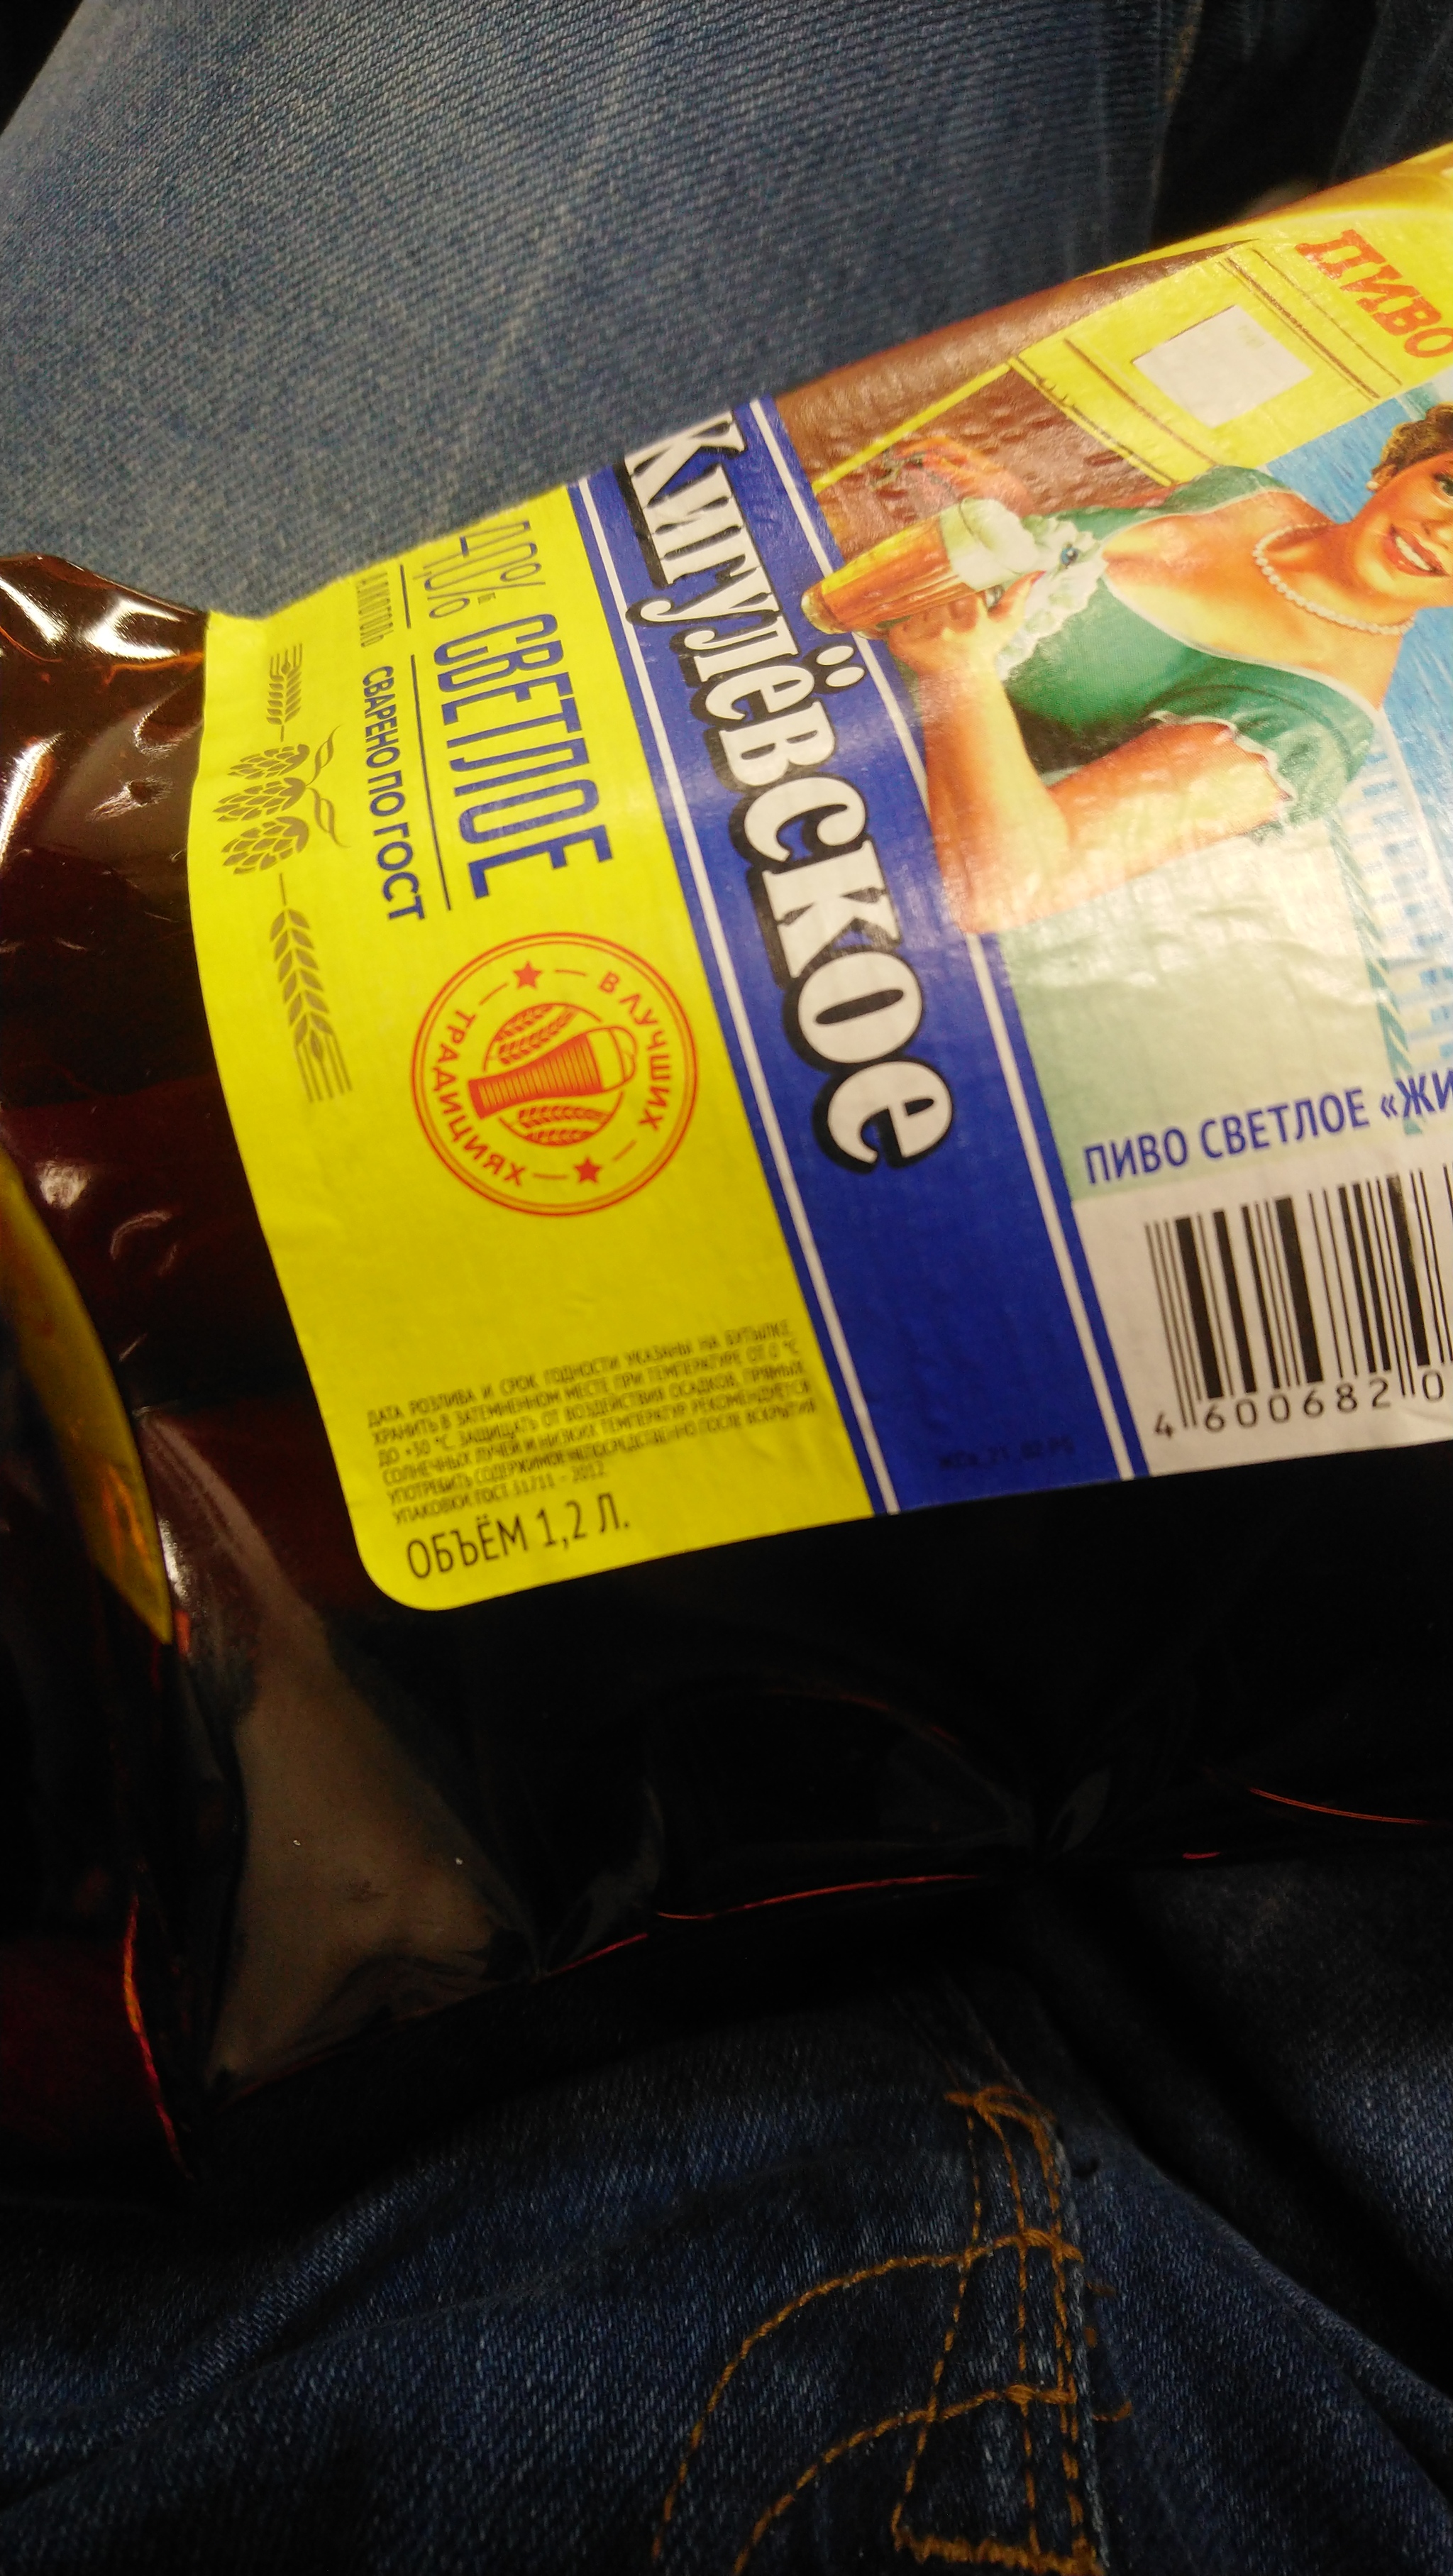 ПИВО
Жигулёвское
4,0% СВЕТЛОЕ
АЛКОГОЛЬ СВАРЕНО ПО ГОСТ
В ЛУЧШИХ
ТРАДИЦИЯХ
ПИВО СВЕТЛОЕ «ЖИ
4 600682 0
ДАТА РОЗЛИВА И СРОК ГОДНОСТИ УКАЗАНЫ НА БУТЫЛКЕ.
ХРАНИТЬ В ЗАТЕМНЕННОМ МЕСТЕ ПРИ ТЕМПЕРАТУРЕ ОТ 0 °C
ДО +30 °C. ЗАЩИЩАТЬ ОТ ВОЗДЕЙСТВИЯ ОСАДКОВ, ПРЯМЫХ
СОЛНЕЧНЫХ ЛУЧЕЙ И НИЗКИХ ТЕМПЕРАТУР. РЕКОМЕНДУЕТСЯ
УПОТРЕБИТЬ СОДЕРЖИМОЕ НЕПОСРЕДСТВЕННО ПОСЛЕ ВСКРЫТИЯ
УПАКОВКИ. ГОСТ 31711 – 2012.
ОБЪЁМ 1,2 Л.